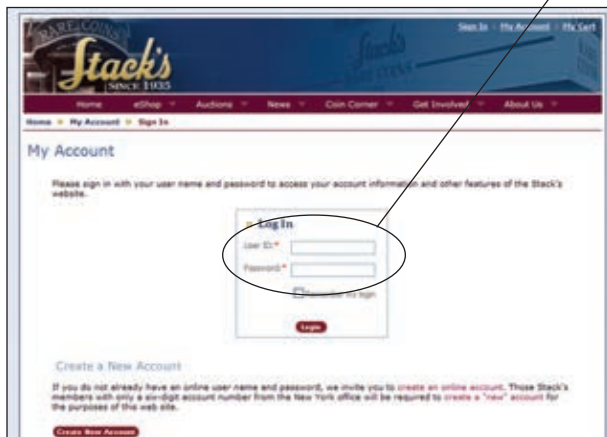 RARE COINS
Sign In My Account My Cart
Stack's
SINCE 1935
Home eShop Auctions News Coin Corner Get Involved About Us
Home My Account Sign In
My Account
Please sign in with your user name and password to access your account information and other features of the Stack's
website.
Log In
User ID:*
Password:*
Remember my login
Login
Create a New Account
If you do not already have an online user name and password, we invite you to create an online account. Those Stack's
members with only a six-digit account number from the New York office will be required to create a "new" account for
the purposes of this web site.
Create New Account